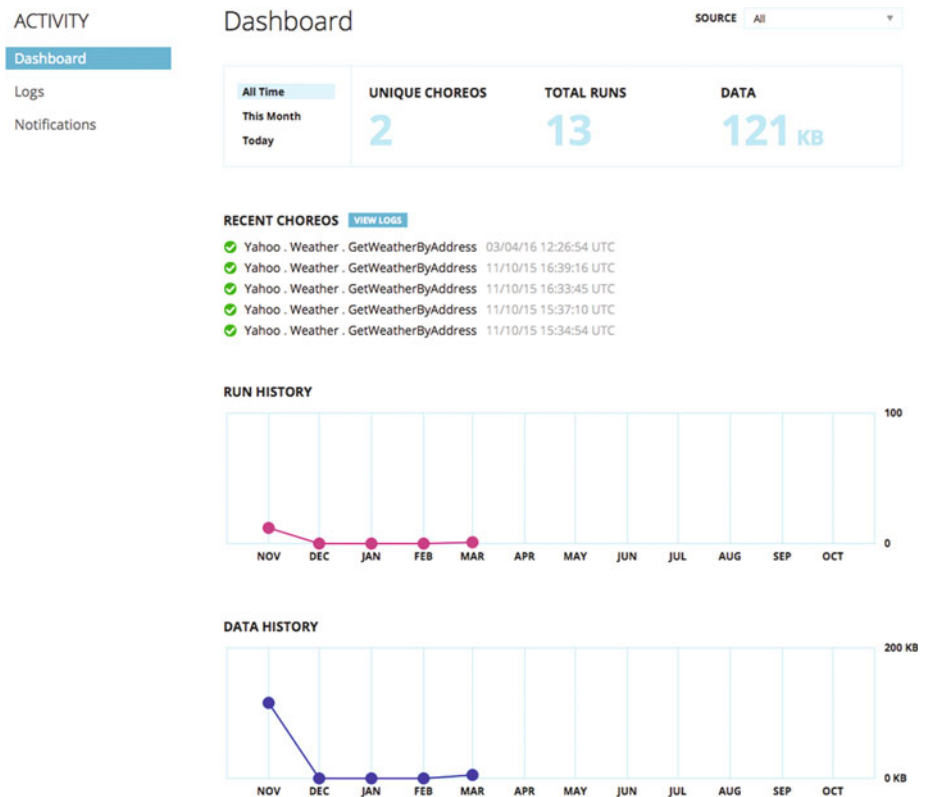 ACTIVITY
Dashboard
Logs
Notifications
Dashboard
SOURCE All
All Time
This Month
Today
UNIQUE CHOREOS
2
TOTAL RUNS
13
DATA
121 KB
RECENT CHOREOS VIEW LOGS
Yahoo . Weather . GetWeatherByAddress 03/04/16 12:26:54 UTC
Yahoo . Weather . GetWeatherByAddress 11/10/15 16:39:16 UTC
Yahoo . Weather . GetWeatherByAddress 11/10/15 16:33:45 UTC
Yahoo . Weather . GetWeatherByAddress 11/10/15 15:37:10 UTC
Yahoo . Weather . GetWeatherByAddress 11/10/15 15:34:54 UTC
RUN HISTORY
100
0
NOV DEC JAN FEB MAR APR MAY JUN JUL AUG SEP OCT
DATA HISTORY
200 KB
0 KB
NOV DEC JAN FEB MAR APR MAY JUN JUL AUG SEP OCT